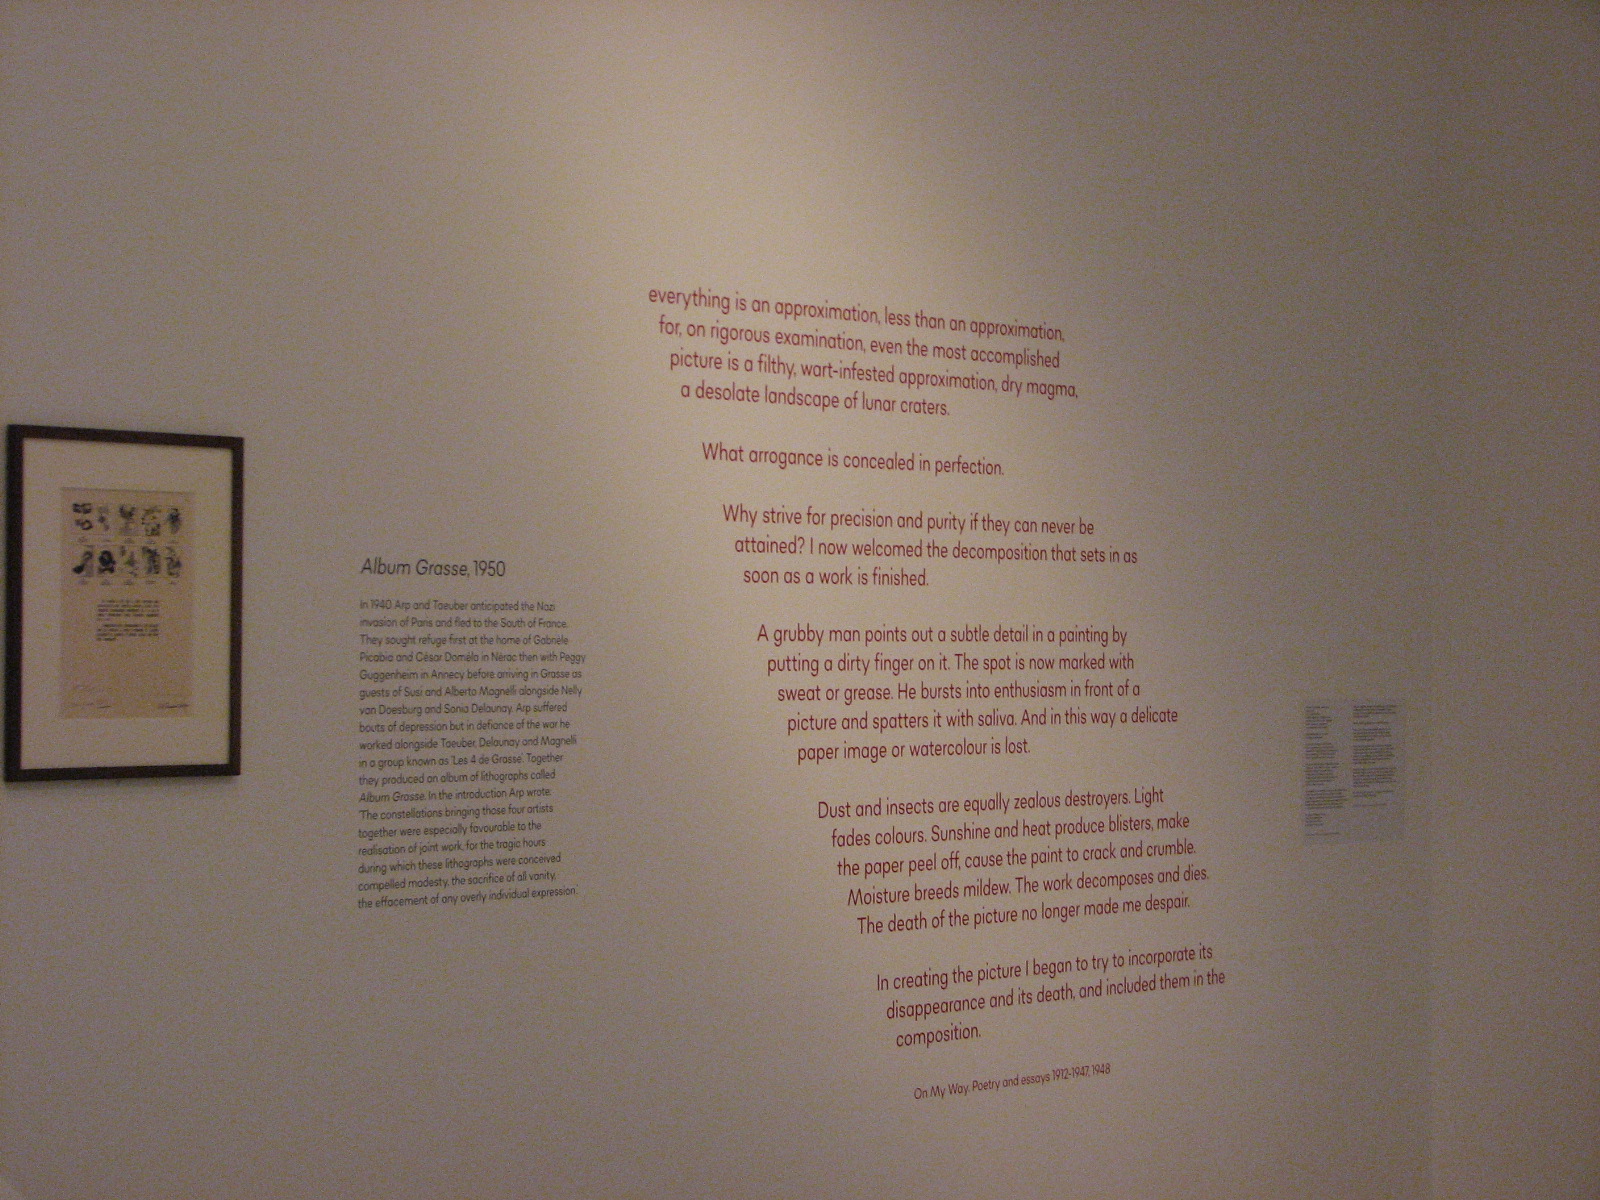 Album Grasse, 1950
In 1940 Arp and Taeuber anticipated the Nazi
invasion of Paris and fled to the South of France.
They sought refuge first at the home of Gabriële
Picabia and César Doméla in Nérac then with Peggy
Guggenheim in Annecy before arriving in Grasse as
guests of Susi and Alberto Magnelli alongside Nelly
van Doesburg and Sonia Delaunay. Arp suffered
bouts of depression but in defiance of the war he
worked alongside Taeuber, Delaunay and Magnelli
in a group known as 'Les 4 de Grasse'. Together
they produced an album of lithographs called
Album Grasse. In the introduction Arp wrote:
'The constellations bringing those four artists
together were especially favourable to the
realisation of joint work, for the tragic hours
during which these lithographs were conceived
compelled modesty, the sacrifice of all vanity,
the effacement of any overly individual expression.'
everything is an approximation, less than an approximation,
for, on rigorous examination, even the most accomplished
picture is a filthy, wart-infested approximation, dry magma,
a desolate landscape of lunar craters.
What arrogance is concealed in perfection.
Why strive for precision and purity if they can never be
attained? I now welcomed the decomposition that sets in as
soon as a work is finished.
A grubby man points out a subtle detail in a painting by
putting a dirty finger on it. The spot is now marked with
sweat or grease. He bursts into enthusiasm in front of a
picture and spatters it with saliva. And in this way a delicate
paper image or watercolour is lost.
Dust and insects are equally zealous destroyers. Light
fades colours. Sunshine and heat produce blisters, make
the paper peel off, cause the paint to crack and crumble.
Moisture breeds mildew. The work decomposes and dies.
The death of the picture no longer made me despair.
In creating the picture I began to try to incorporate its
disappearance and its death, and included them in the
composition.
On My Way. Poetry and essays 1912-1947, 1948